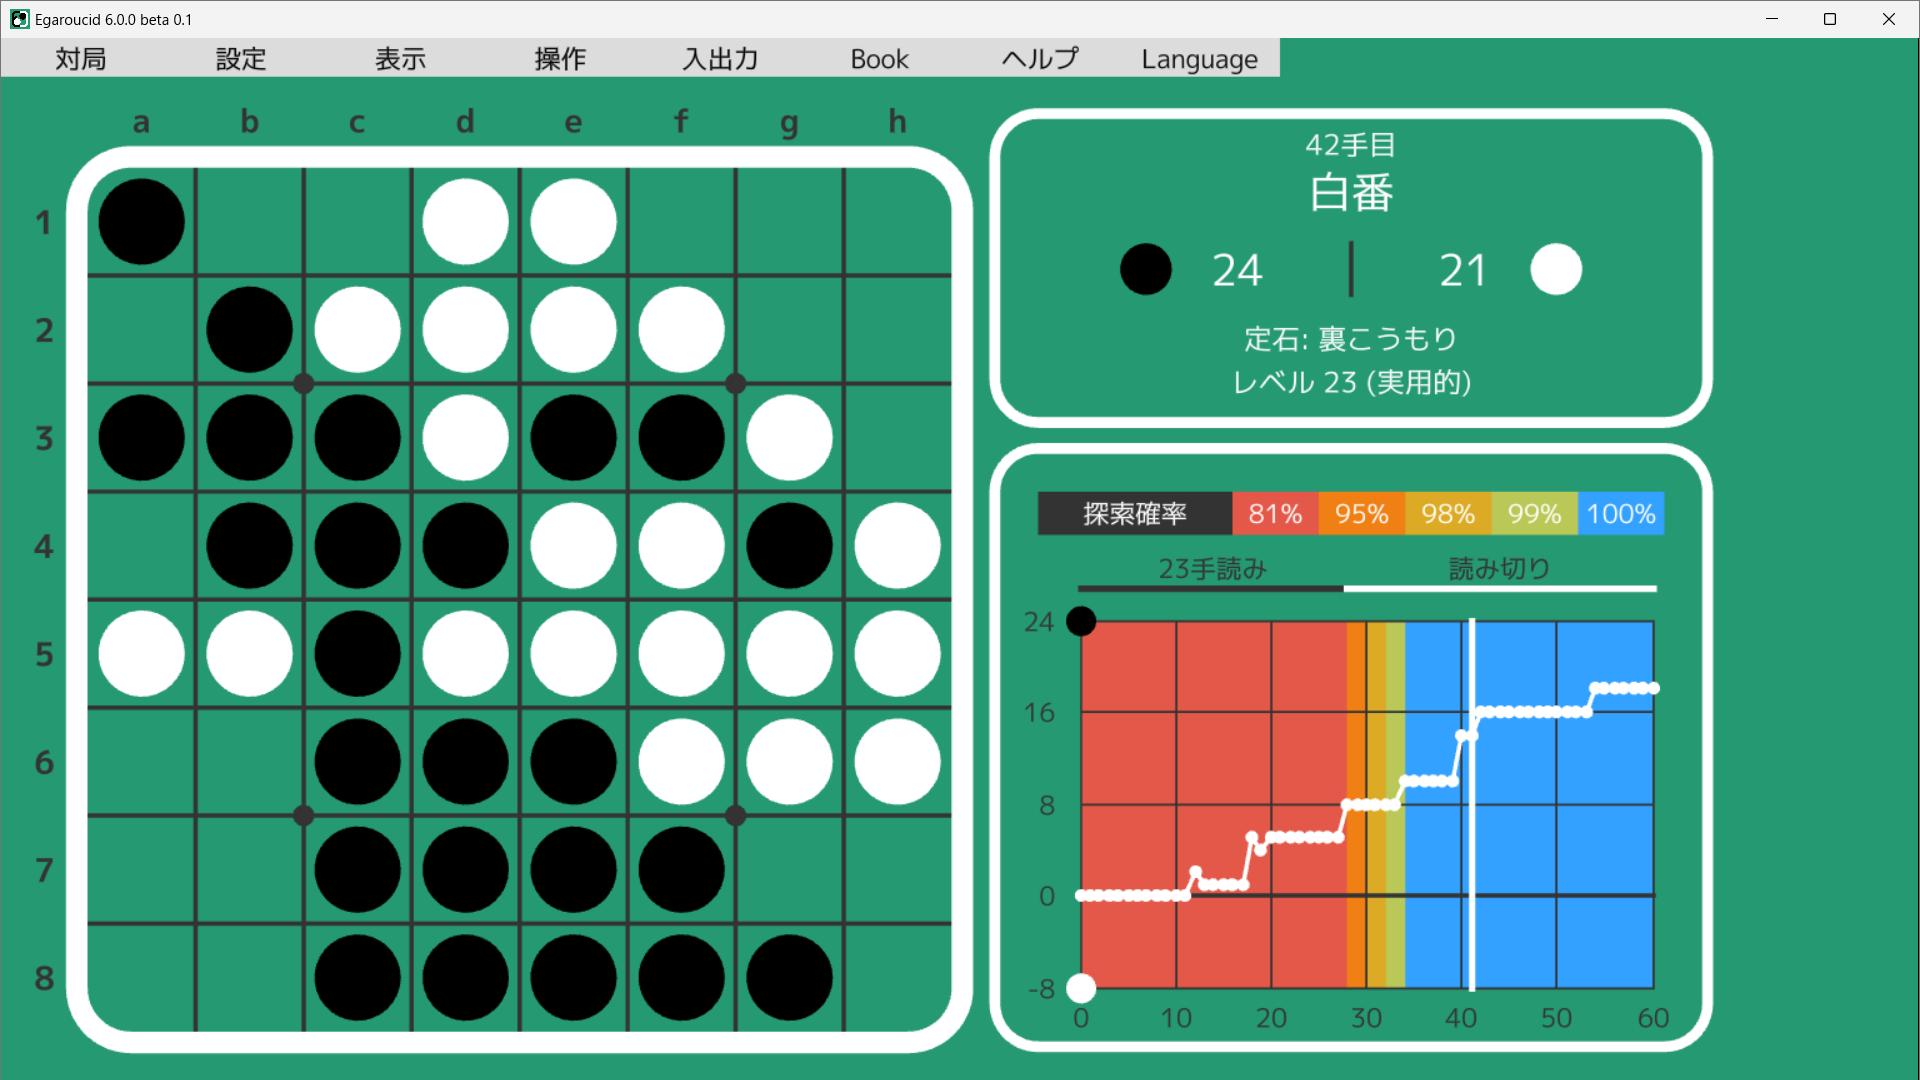 Egaroucid 6.0.0 beta 0.1
対局 設定 表示 操作 入出力 Book ヘルプ Language
a b c d e f g h
1
2
3
4
5
6
7
8
42手目
白番
24 21
定石: 裏こうもり
レベル 23 (実用的)
探索確率 81% 95% 98% 99% 100%
23手読み 読み切り
24
16
8
0
-8
0 10 20 30 40 50 60